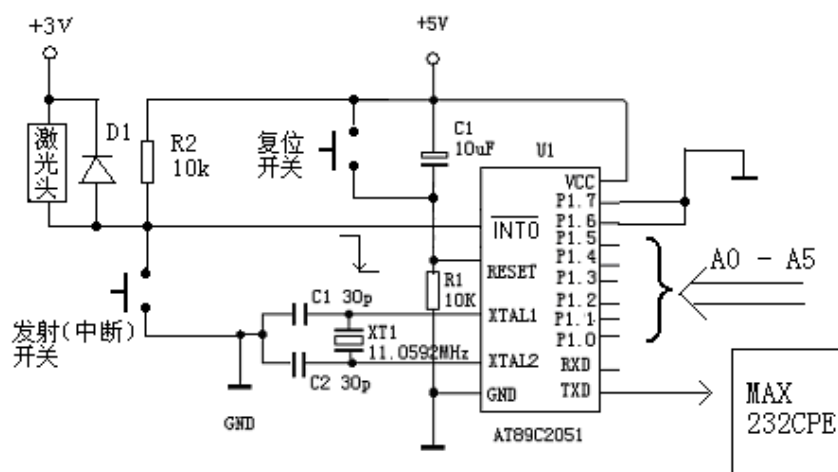 +3V
+5V
激光头
D1
R2
10k
复位
开关
C1
10uF
U1
VCC
P1.7
P1.6
P1.5
P1.4
P1.3
P1.2
P1.1
P1.0
RXD
TXD
INT0
RESET
XTAL1
XTAL2
GND
A0 - A5
R1
10K
C1 30p
XT1
11.0592MHz
C2 30p
发射(中断)
开关
GND
AT89C2051
MAX
232CPE